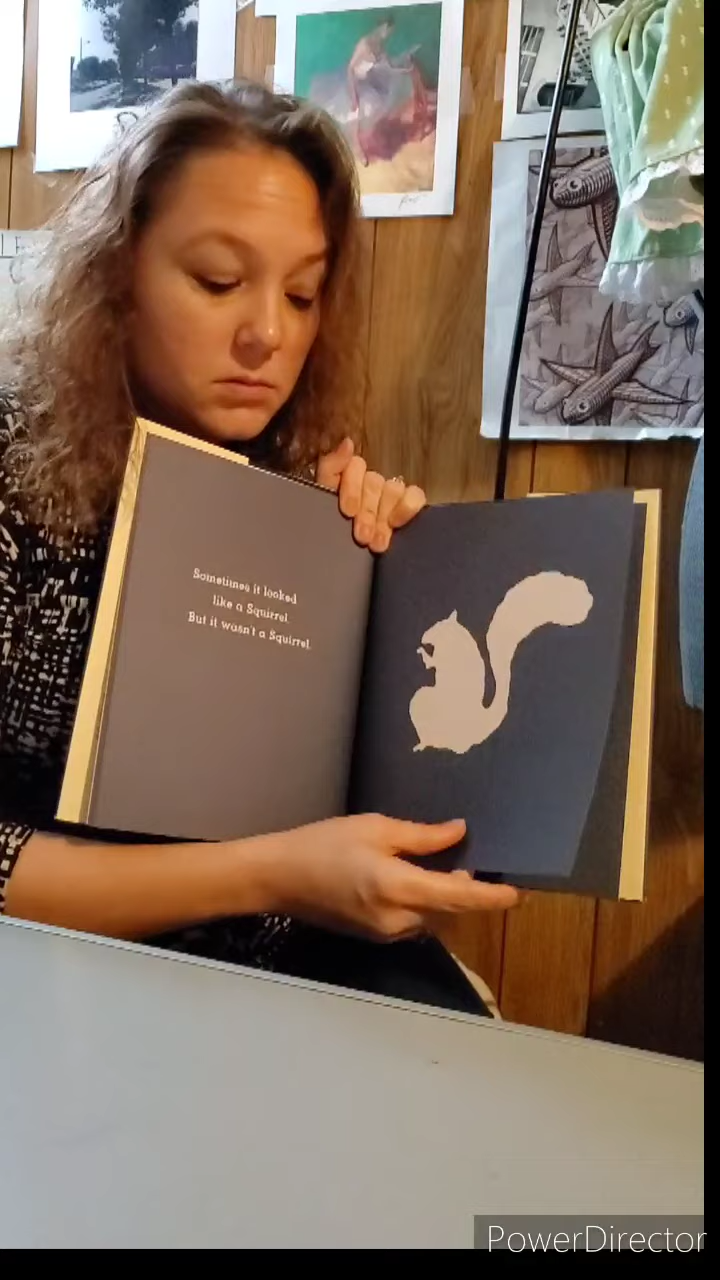 Sometimes it looked
like a Squirrel.
But it wasn't a Squirrel.
PowerDirector